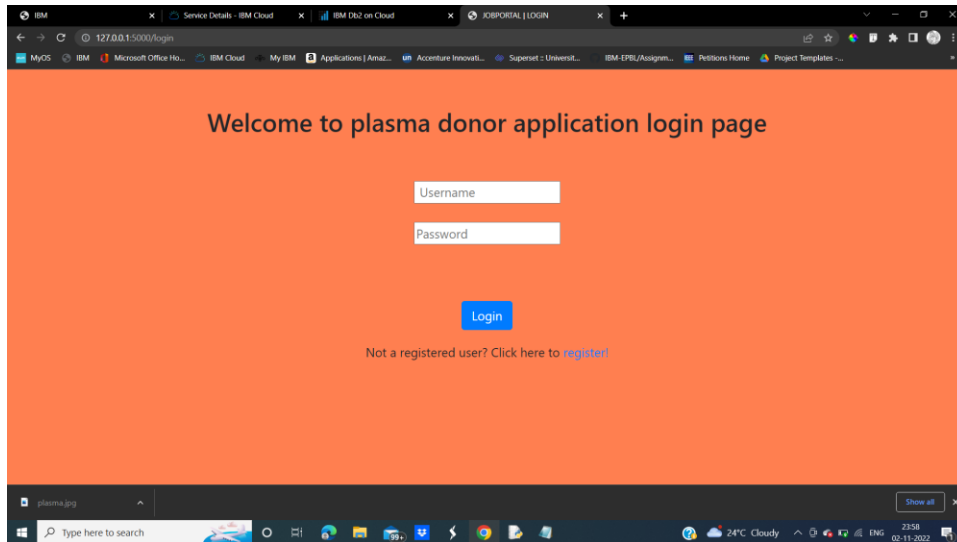 IBM
Service Details - IBM Cloud
IBM Db2 on Cloud
JOBPORTAL | LOGIN
127.0.0.1:5000/login
MyOS
IBM
Microsoft Office Ho...
IBM Cloud
My IBM
Applications | Amaz...
Accenture Innovati...
Superset :: Universit...
IBM-EPBL/Assignm...
Petitions Home
Project Templates -...
Welcome to plasma donor application login page
Username
Password
Login
Not a registered user? Click here to register!
plasma.jpg
Show all
Type here to search
99+
24°C Cloudy
ENG
23:58
02-11-2022